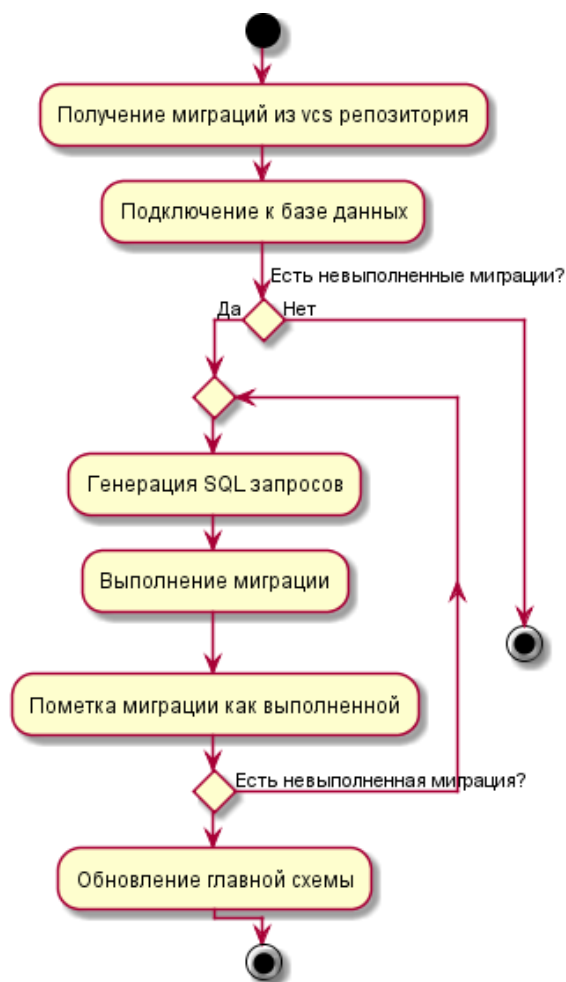 Получение миграций из vcs репозитория
Подключение к базе данных
Есть невыполненные миграции?
Да
Нет
Генерация SQL запросов
Выполнение миграции
Пометка миграции как выполненной
Есть невыполненная миграция?
Обновление главной схемы